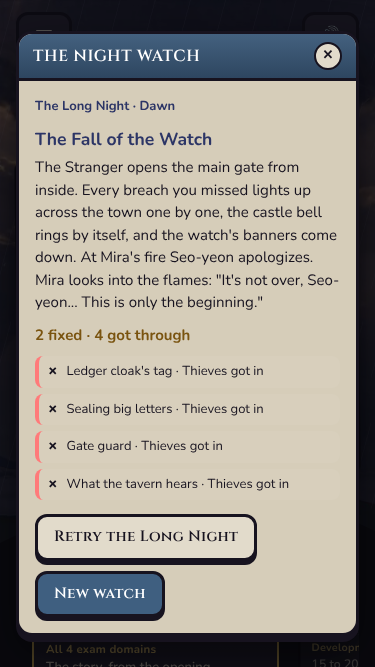 THE NIGHT WATCH
×
The Long Night · Dawn
The Fall of the Watch
The Stranger opens the main gate from
inside. Every breach you missed lights up
across the town one by one, the castle bell
rings by itself, and the watch's banners come
down. At Mira's fire Seo-yeon apologizes.
Mira looks into the flames: "It's not over, Seo-
yeon… This is only the beginning."
2 fixed · 4 got through
× Ledger cloak's tag · Thieves got in
× Sealing big letters · Thieves got in
× Gate guard · Thieves got in
× What the tavern hears · Thieves got in
Retry the Long Night
New watch
All 4 exam domains
The story, from the opening
15 to 20